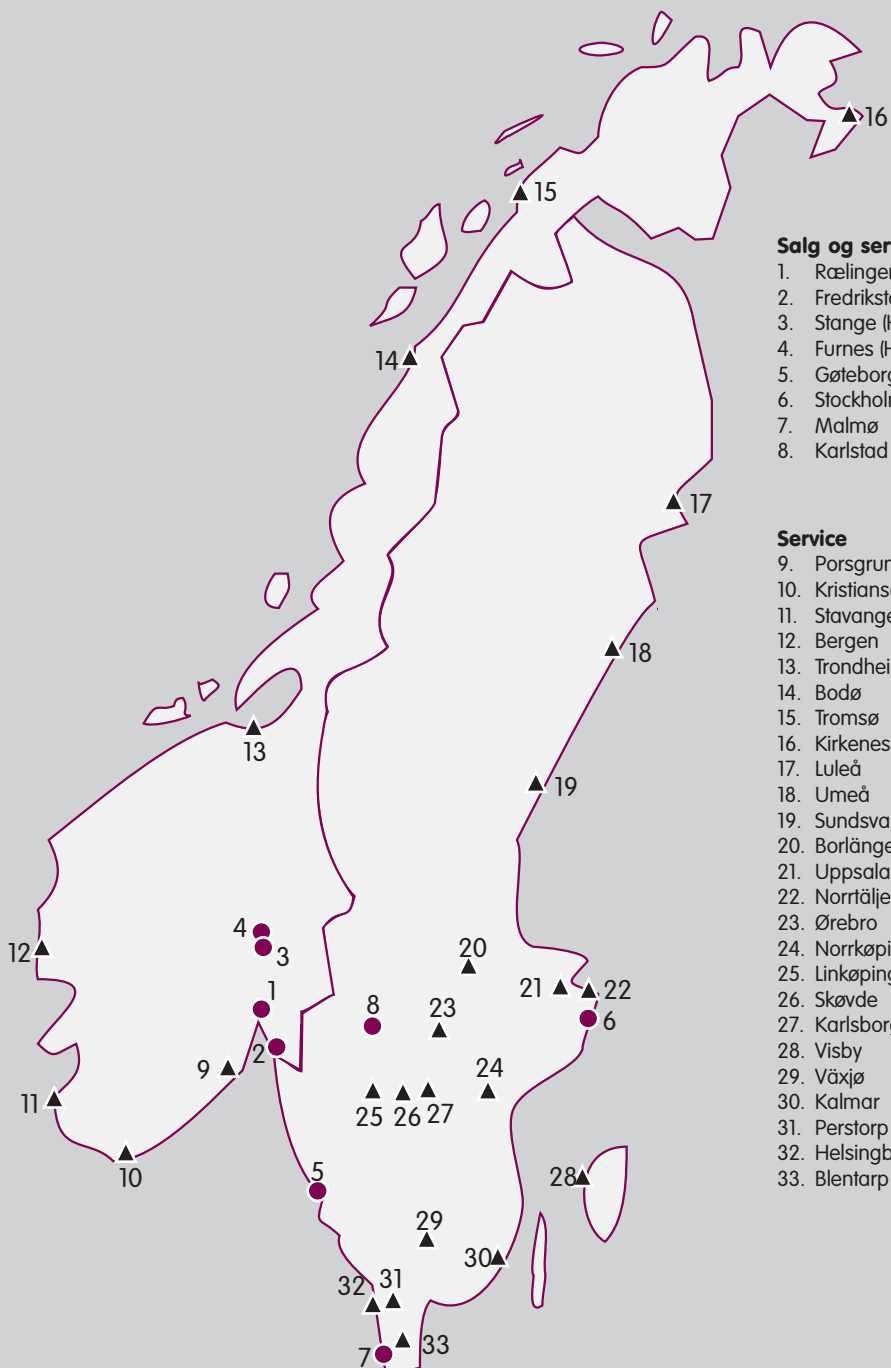 16
15
14
17
18
13
19
4
3
12
20
1
21
22
8
23
6
2
9
24
11
25
26
27
10
28
5
29
30
32
31
33
7
Salg og ser
1. Rælingen
2. Fredriksta
3. Stange (H
4. Furnes (H
5. Gøteborg
6. Stockholm
7. Malmø
8. Karlstad
Service
9. Porsgrun
10. Kristians
11. Stavange
12. Bergen
13. Trondhei
14. Bodø
15. Tromsø
16. Kirkenes
17. Luleå
18. Umeå
19. Sundsva
20. Borlänge
21. Uppsala
22. Norrtälje
23. Ørebro
24. Norrkøpi
25. Linkøping
26. Skøvde
27. Karlsborg
28. Visby
29. Växjø
30. Kalmar
31. Perstorp
32. Helsingb
33. Blentarp